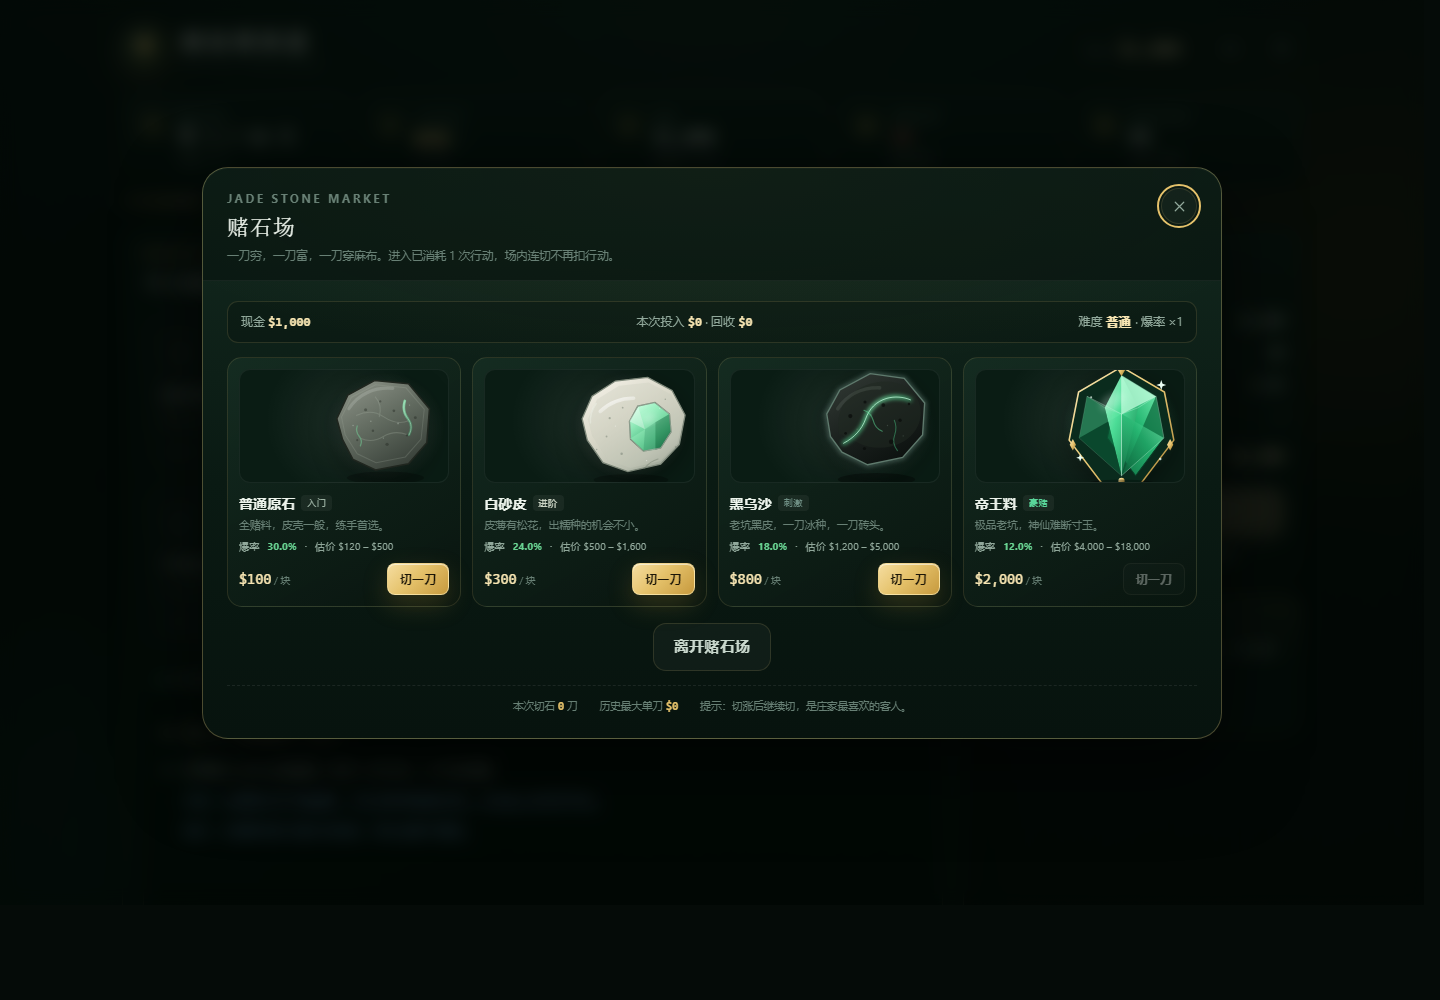 JADE STONE MARKET
赌石场
一刀穷，一刀富，一刀穿麻布。进入已消耗 1 次行动，场内连切不再扣行动。
现金 $1,000
本次投入 $0 · 回收 $0
难度 普通 · 爆率 ×1
普通原石 入门
全赌料，皮壳一般，练手首选。
爆率 30.0% · 估价 $120 – $500
$100 / 块 切一刀
白砂皮 进阶
皮薄有松花，出糯种的机会不小。
爆率 24.0% · 估价 $500 – $1,600
$300 / 块 切一刀
黑乌沙 刺激
老坑黑皮，一刀冰种，一刀砖头。
爆率 18.0% · 估价 $1,200 – $5,000
$800 / 块 切一刀
帝王料 豪赌
极品老坑，神仙难断寸玉。
爆率 12.0% · 估价 $4,000 – $18,000
$2,000 / 块 切一刀
离开赌石场
本次切石 0 刀 历史最大单刀 $0 提示：切涨后继续切，是庄家最喜欢的客人。